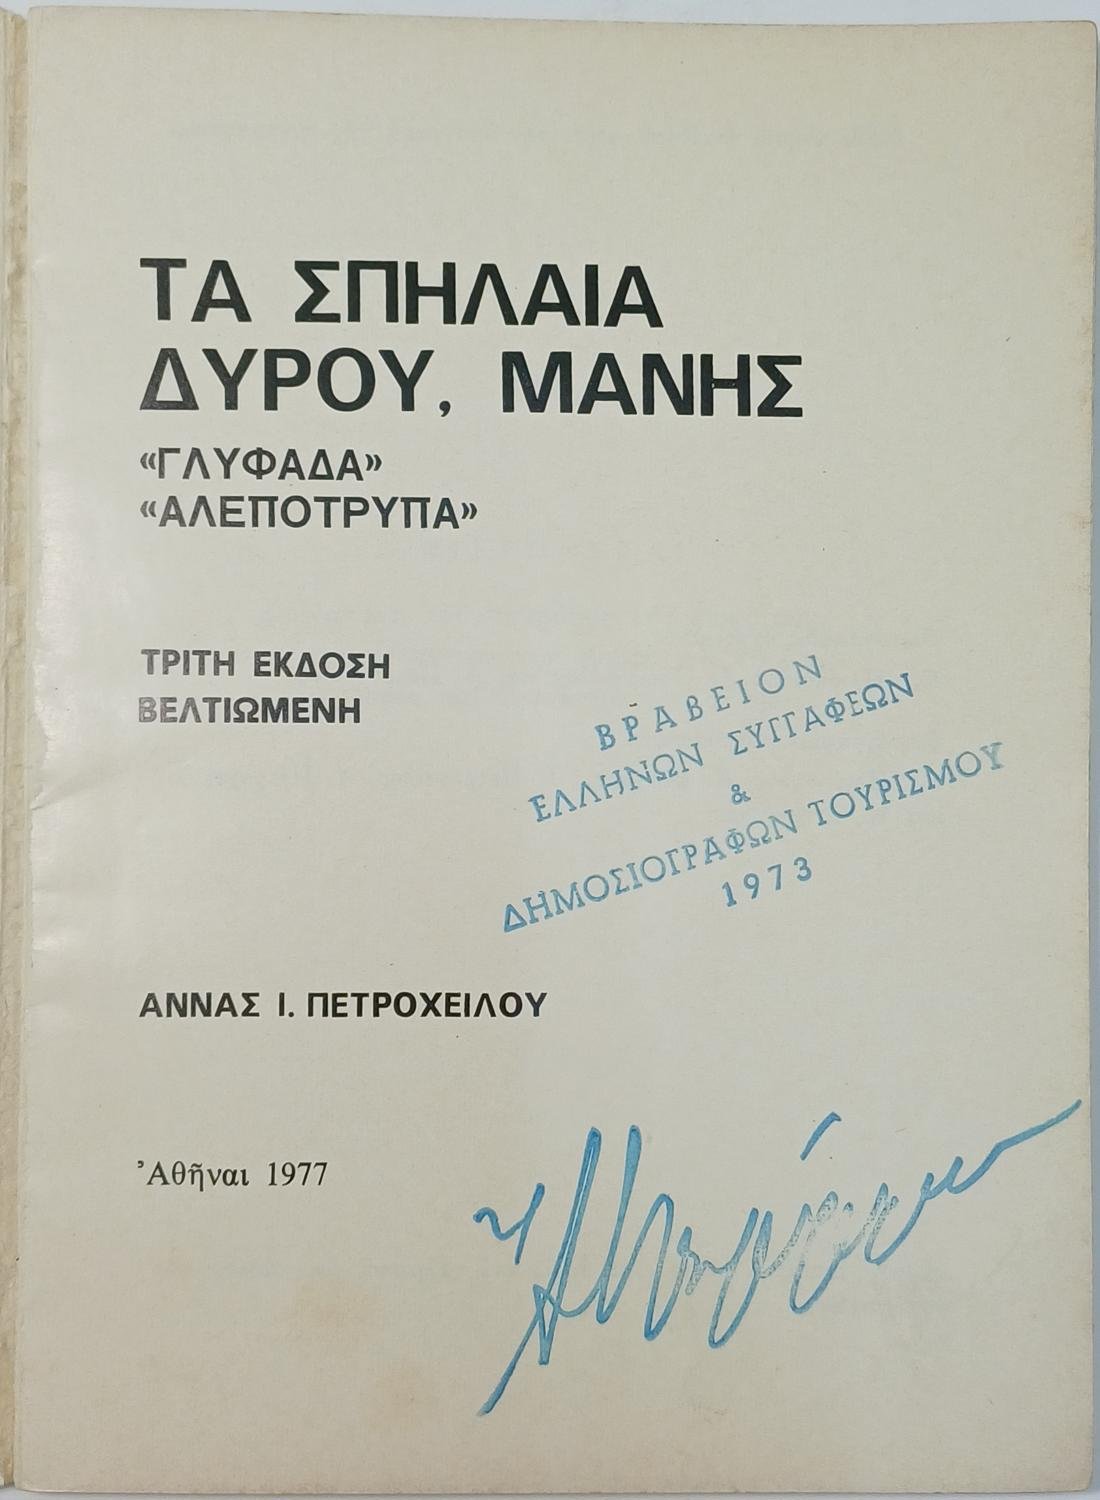 ΤΑ ΣΠΗΛΑΙΑ
ΔΥΡΟΥ, ΜΑΝΗΣ
«ΓΛΥΦΑΔΑ»
«ΑΛΕΠΟΤΡΥΠΑ»
ΤΡΙΤΗ ΕΚΔΟΣΗ
ΒΕΛΤΙΩΜΕΝΗ
ΒΡΑΒΕΙΟΝ
ΕΛΛΗΝΩΝ ΣΥΓΓΑΦΕΩΝ
&
ΔΗΜΟΣΙΟΓΡΑΦΩΝ ΤΟΥΡΙΣΜΟΥ
1973
ΑΝΝΑΣ Ι. ΠΕΤΡΟΧΕΙΛΟΥ
Ἀθῆναι 1977